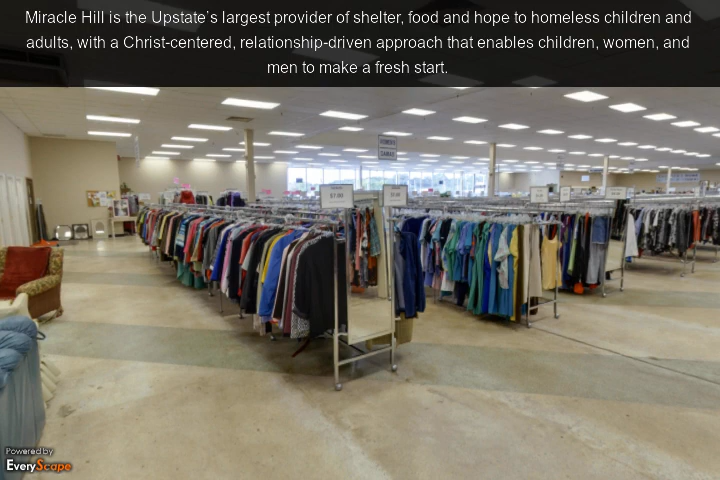 Miracle Hill is the Upstate's largest provider of shelter, food and hope to homeless children and
adults, with a Christ-centered, relationship-driven approach that enables children, women, and
men to make a fresh start.
Powered by
EveryScape